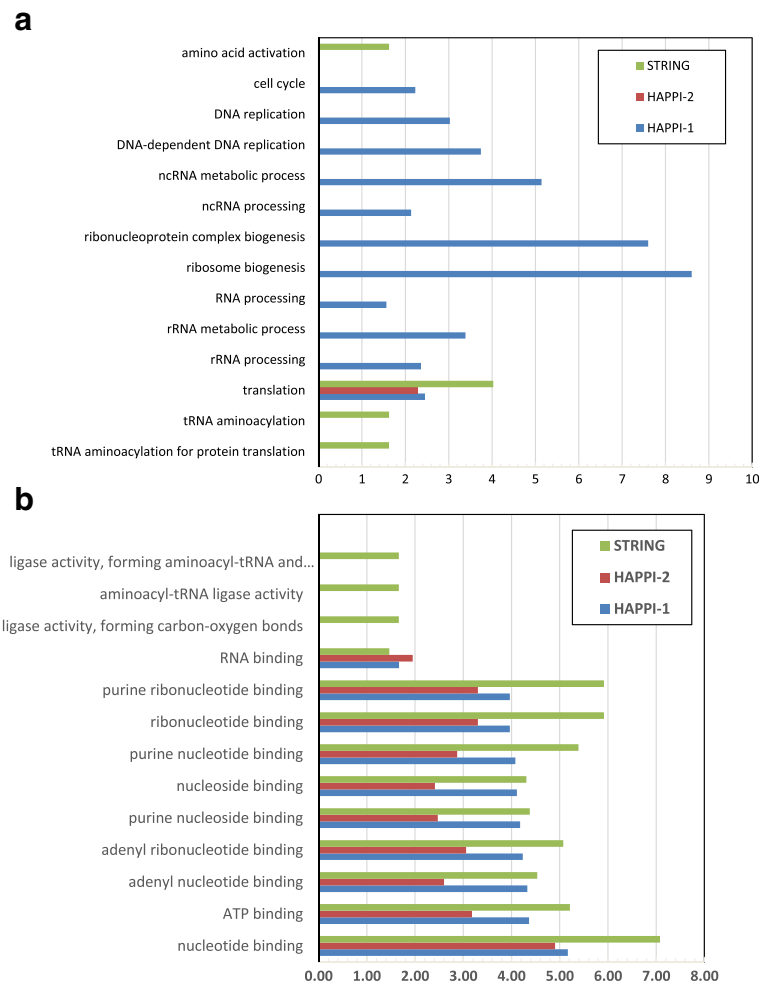 a
amino acid activation
cell cycle
DNA replication
DNA-dependent DNA replication
ncRNA metabolic process
ncRNA processing
ribonucleoprotein complex biogenesis
ribosome biogenesis
RNA processing
rRNA metabolic process
rRNA processing
translation
tRNA aminoacylation
tRNA aminoacylation for protein translation
STRING
HAPPI-2
HAPPI-1
0 1 2 3 4 5 6 7 8 9 10
b
ligase activity, forming aminoacyl-tRNA and...
aminoacyl-tRNA ligase activity
ligase activity, forming carbon-oxygen bonds
RNA binding
purine ribonucleotide binding
ribonucleotide binding
purine nucleotide binding
nucleoside binding
purine nucleoside binding
adenyl ribonucleotide binding
adenyl nucleotide binding
ATP binding
nucleotide binding
STRING
HAPPI-2
HAPPI-1
0.00 1.00 2.00 3.00 4.00 5.00 6.00 7.00 8.00